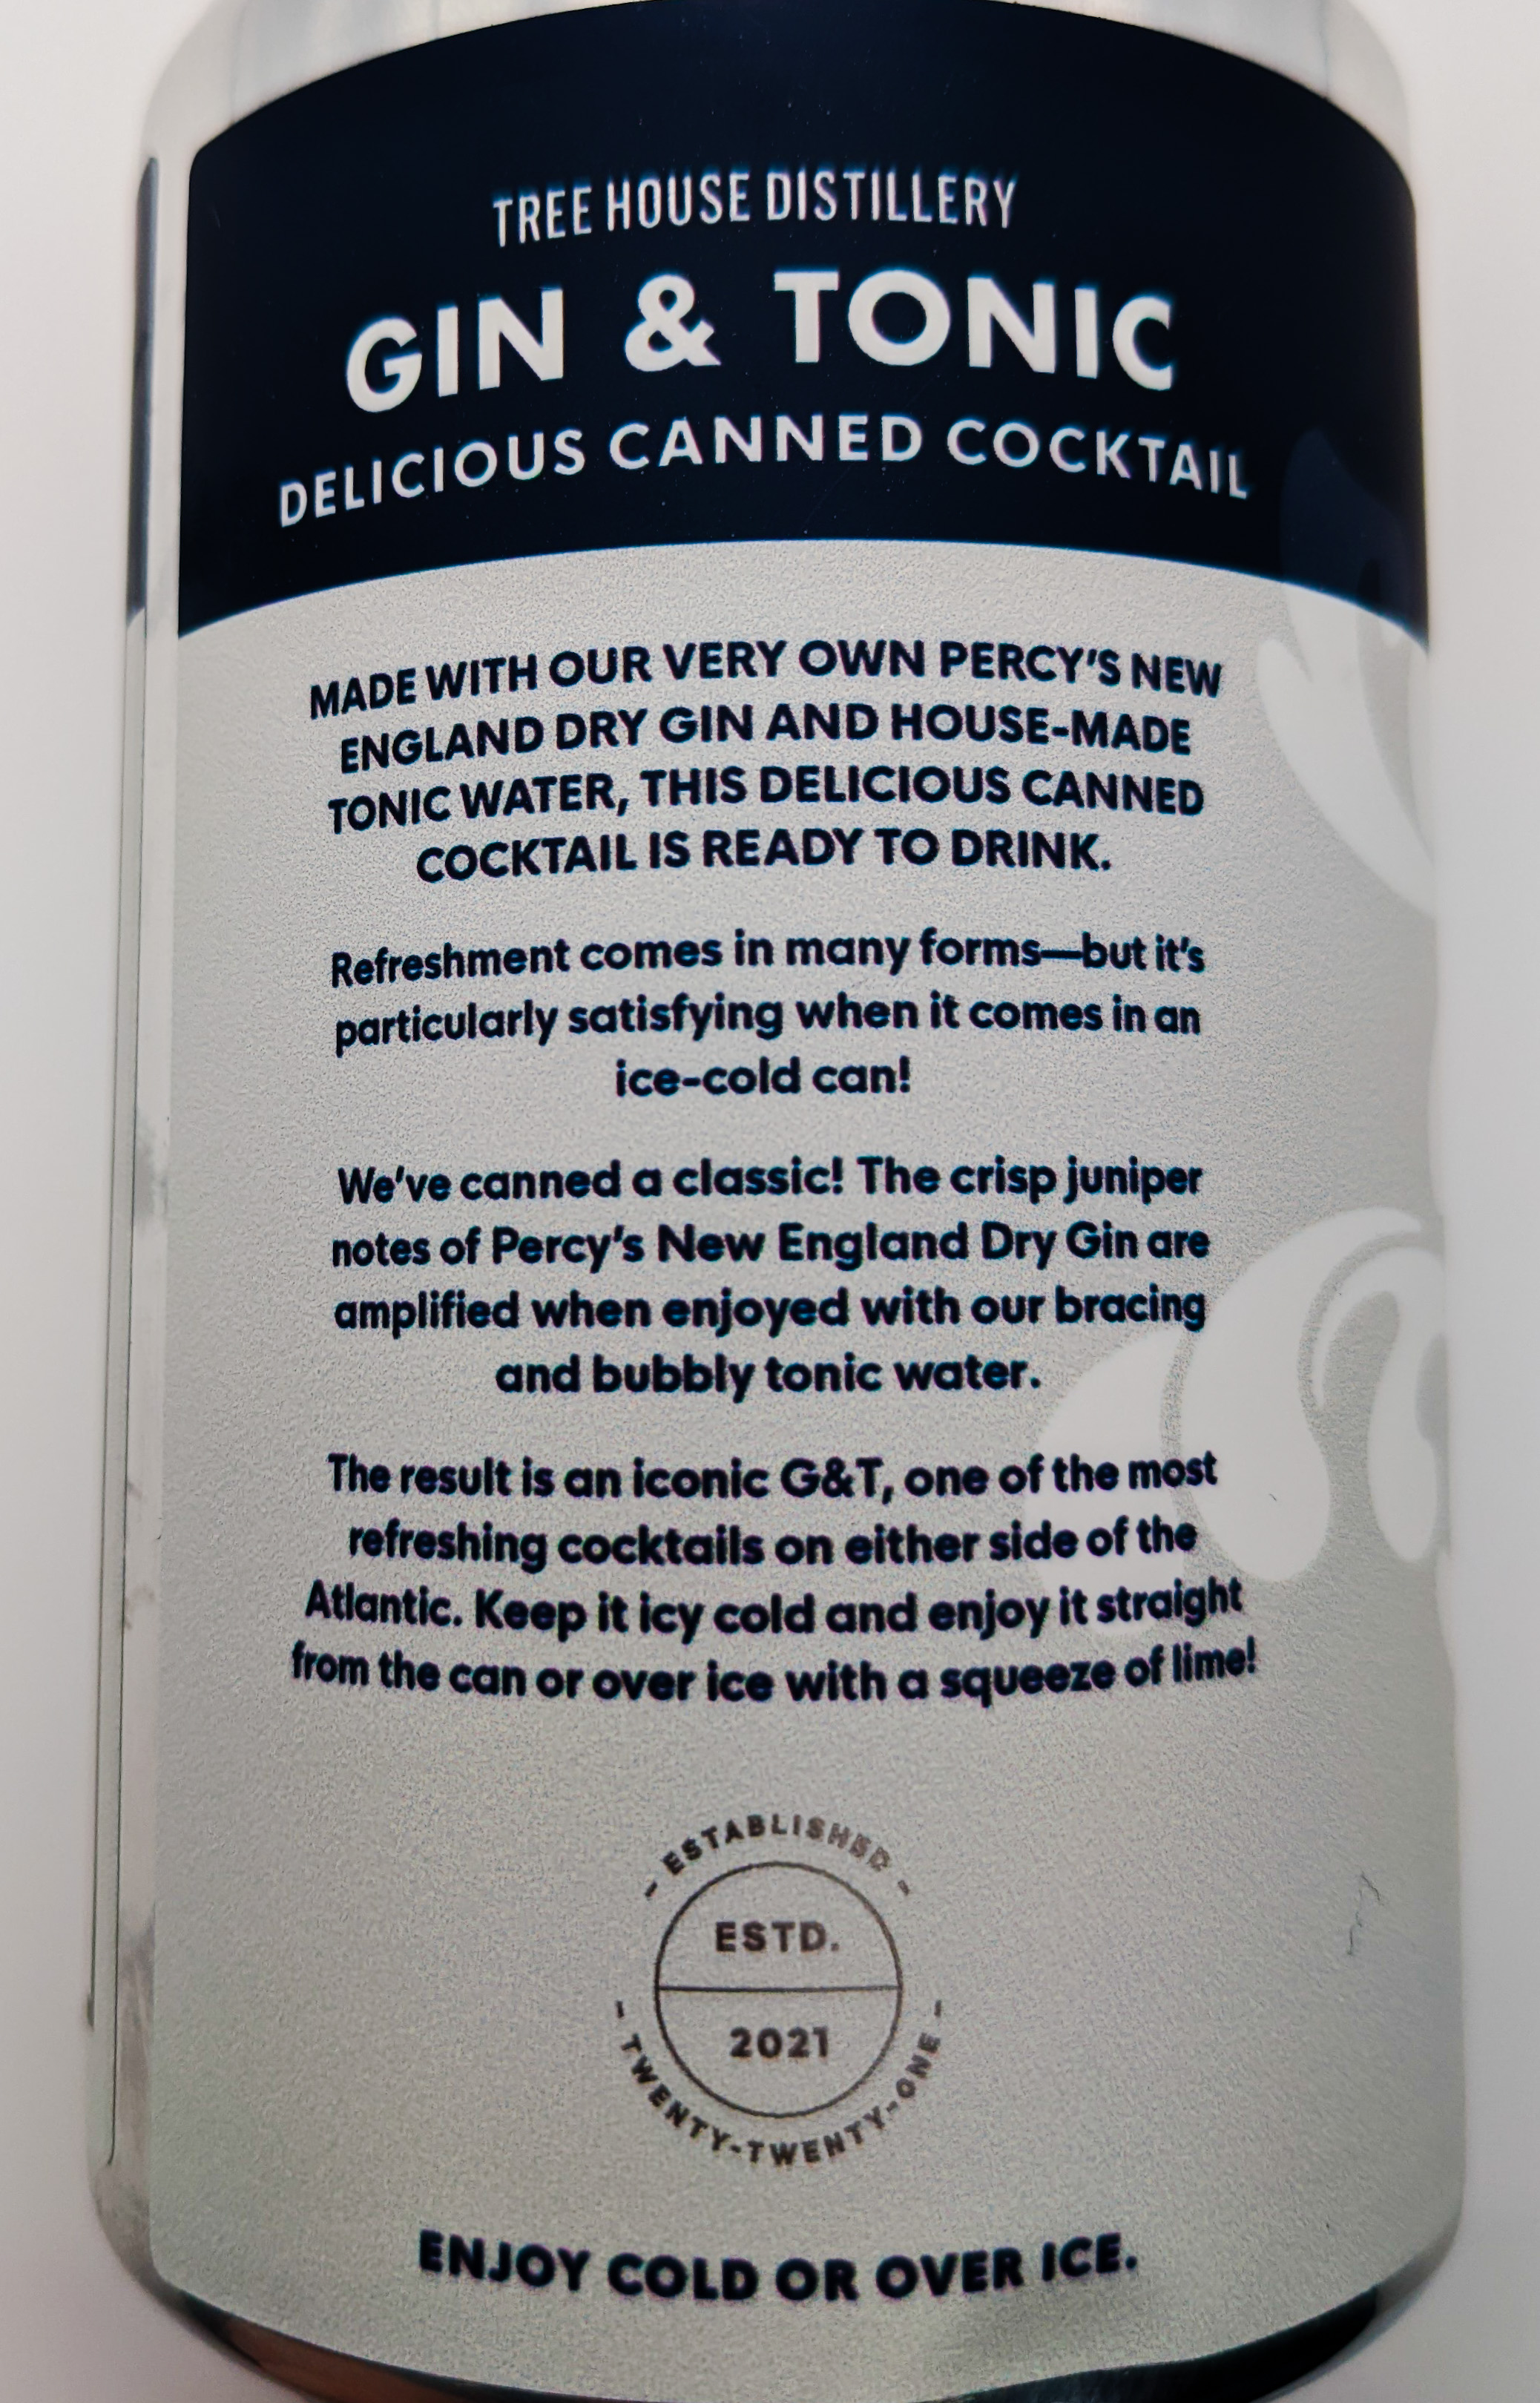 TREE HOUSE DISTILLERY
GIN & TONIC
DELICIOUS CANNED COCKTAIL
MADE WITH OUR VERY OWN PERCY'S NEW
ENGLAND DRY GIN AND HOUSE-MADE
TONIC WATER, THIS DELICIOUS CANNED
COCKTAIL IS READY TO DRINK.
Refreshment comes in many forms—but it's
particularly satisfying when it comes in an
ice-cold can!
We've canned a classic! The crisp juniper
notes of Percy's New England Dry Gin are
amplified when enjoyed with our bracing
and bubbly tonic water.
The result is an iconic G&T, one of the most
refreshing cocktails on either side of the
Atlantic. Keep it icy cold and enjoy it straight
from the can or over ice with a squeeze of lime!
- ESTABLISHED -
ESTD.
2021
- TWENTY-TWENTY-ONE -
ENJOY COLD OR OVER ICE.